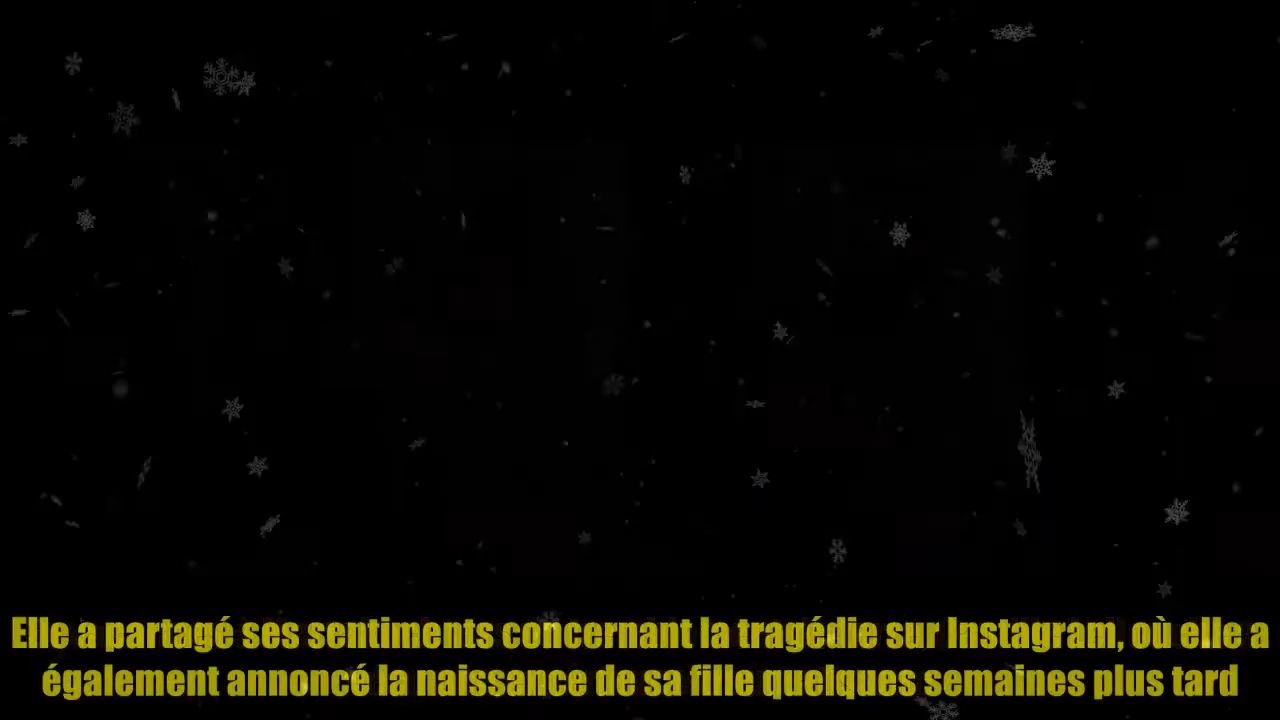 Elle a partagé ses sentiments concernant la tragédie sur Instagram, où elle a
également annoncé la naissance de sa fille quelques semaines plus tard